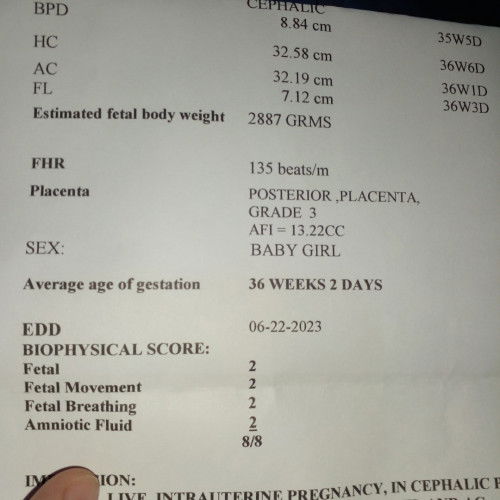 CEPHALIC
BPD 8.84 cm 35W5D
HC 32.58 cm 36W6D
AC 32.19 cm 36W1D
FL 7.12 cm 36W3D
Estimated fetal body weight 2887 GRMS
FHR 135 beats/m
Placenta POSTERIOR ,PLACENTA,
GRADE 3
AFI = 13.22CC
SEX: BABY GIRL
Average age of gestation 36 WEEKS 2 DAYS
EDD 06-22-2023
BIOPHYSICAL SCORE:
Fetal 2
Fetal Movement 2
Fetal Breathing 2
Amniotic Fluid 2
8/8
LIVE, INTRAUTERINE PREGNANCY, IN CEPHALIC